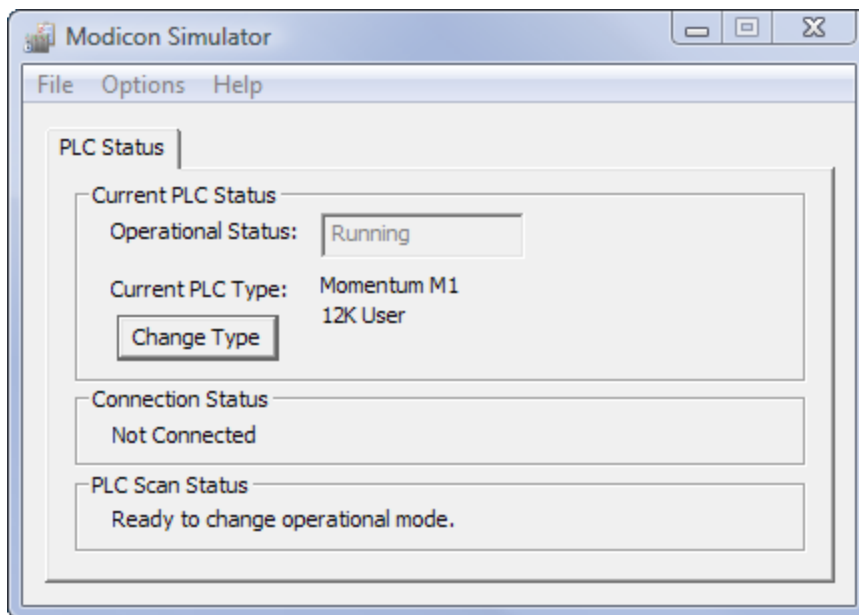 Modicon Simulator
File Options Help
PLC Status
Current PLC Status
Operational Status: Running
Current PLC Type: Momentum M1
12K User
Change Type
Connection Status
Not Connected
PLC Scan Status
Ready to change operational mode.